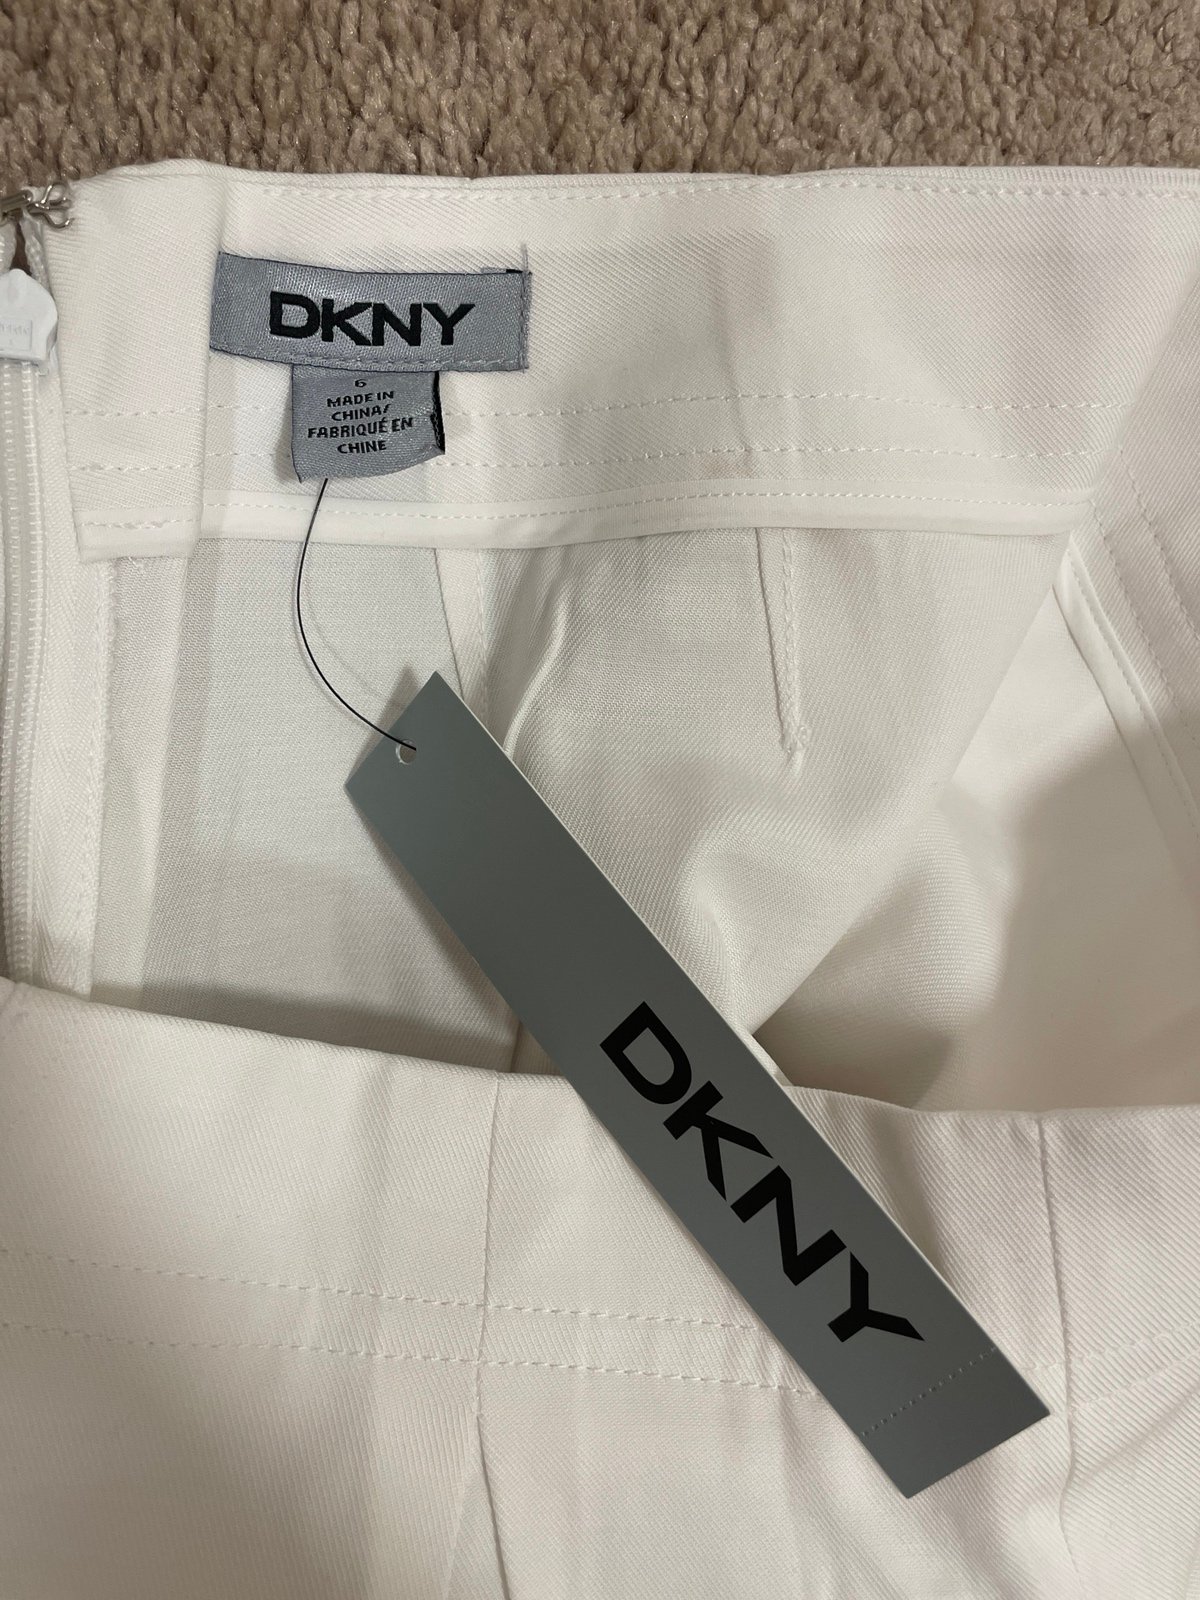 DKNY
6
MADE IN
CHINA/
FABRIQUÉ EN
CHINE
DKNY